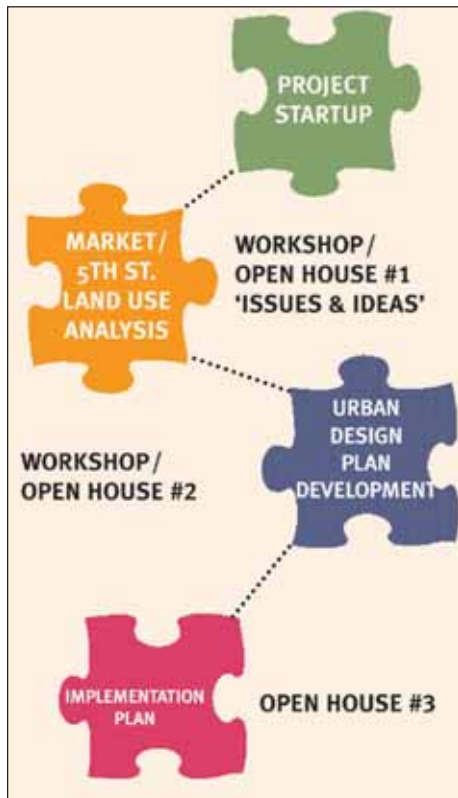 PROJECT
STARTUP
MARKET/
5TH ST.
LAND USE
ANALYSIS
WORKSHOP/
OPEN HOUSE #1
'ISSUES & IDEAS'
URBAN
DESIGN
PLAN
DEVELOPMENT
WORKSHOP/
OPEN HOUSE #2
IMPLEMENTATION
PLAN
OPEN HOUSE #3